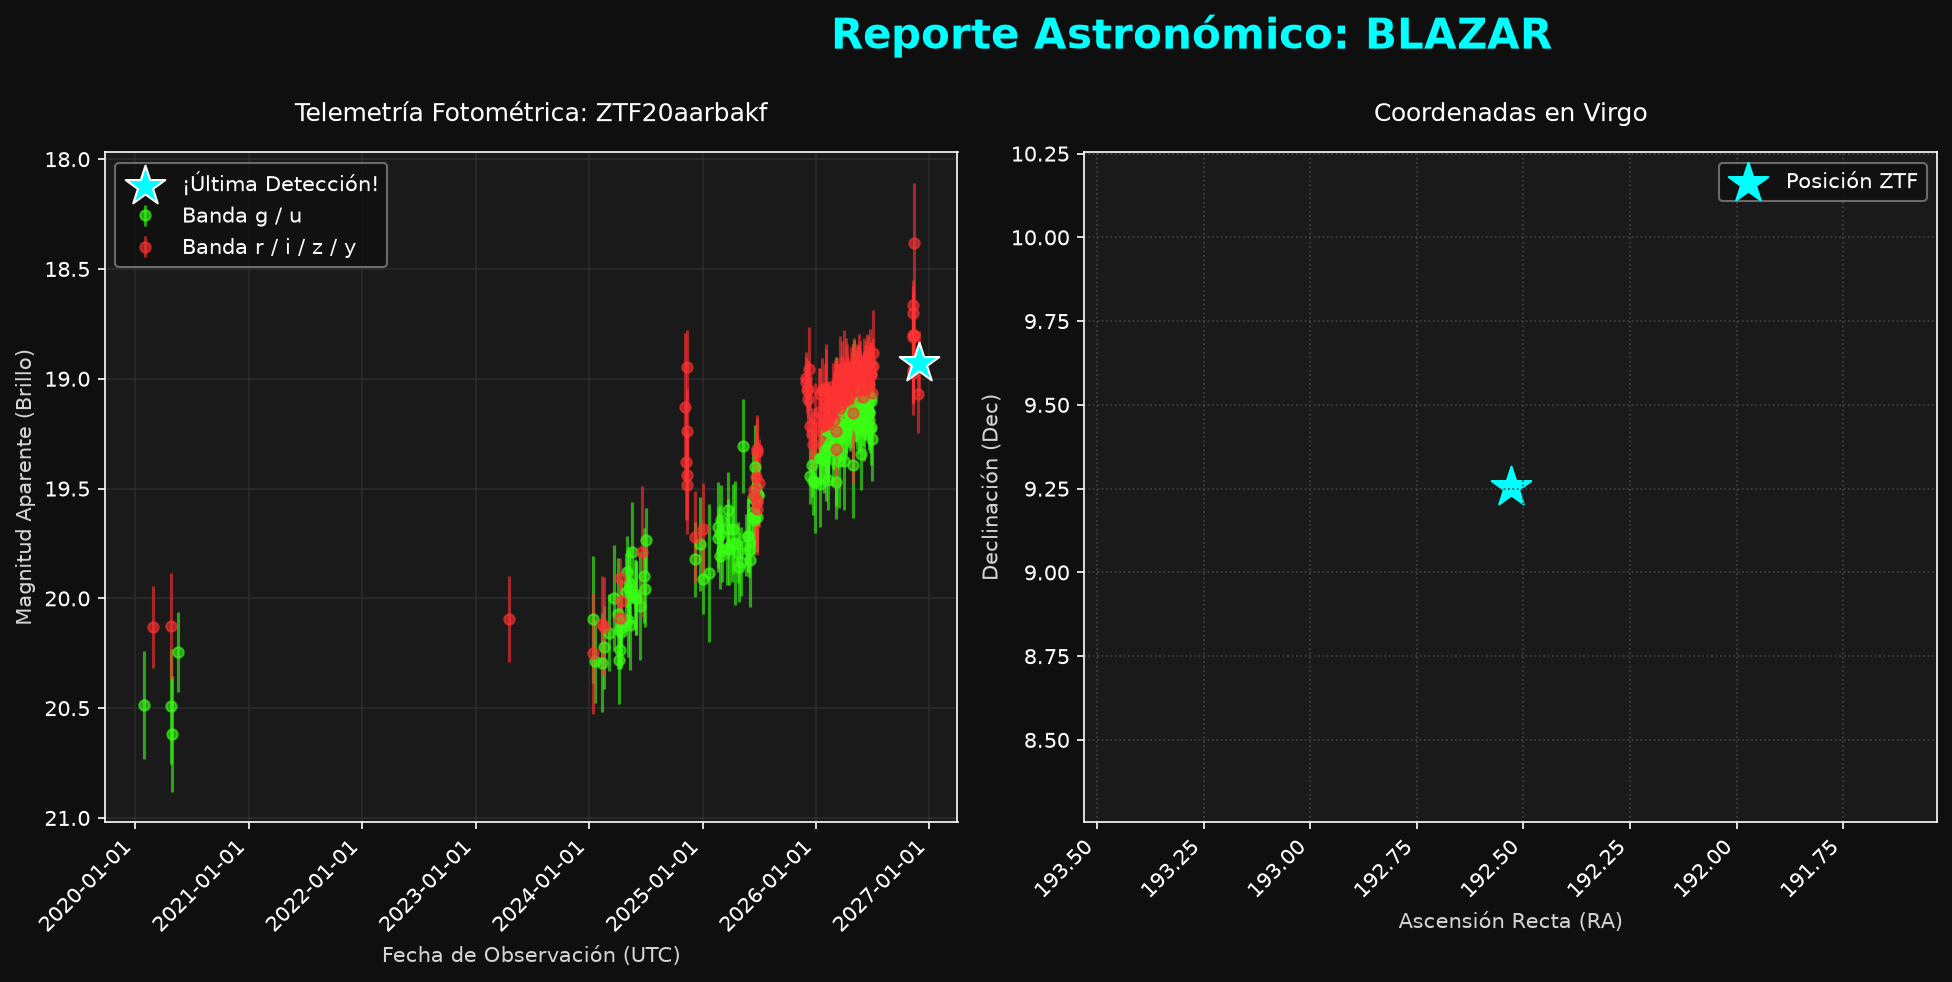 Reporte Astronómico: BLAZAR
Telemetría Fotométrica: ZTF20aarbakf
Magnitud Aparente (Brillo)
18.0
18.5
19.0
19.5
20.0
20.5
21.0
¡Última Detección!
Banda g / u
Banda r / i / z / y
2020-01-01
2021-01-01
2022-01-01
2023-01-01
2024-01-01
2025-01-01
2026-01-01
2027-01-01
Fecha de Observación (UTC)
Coordenadas en Virgo
Declinación (Dec)
10.25
10.00
9.75
9.50
9.25
9.00
8.75
8.50
Posición ZTF
193.50
193.25
193.00
192.75
192.50
192.25
192.00
191.75
Ascensión Recta (RA)